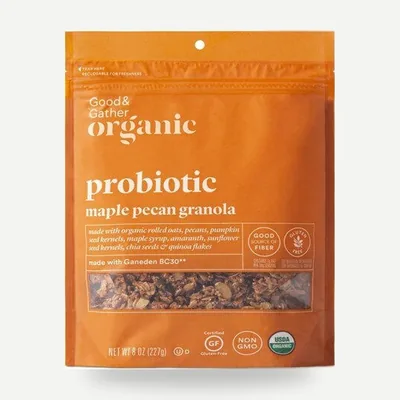 Good&
Gather
organic
probiotic
maple pecan granola
made with organic rolled oats, pecans, pumpkin
seed kernels, maple syrup, amaranth, sunflower
seed kernels, chia seeds & quinoa flakes
made with Ganeden BC30®*
GOOD
SOURCE OF
FIBER
GLUTEN
FREE
Certified
GF
Gluten-Free
NON
GMO
USDA
ORGANIC
NET WT 8 OZ (227g)
U D